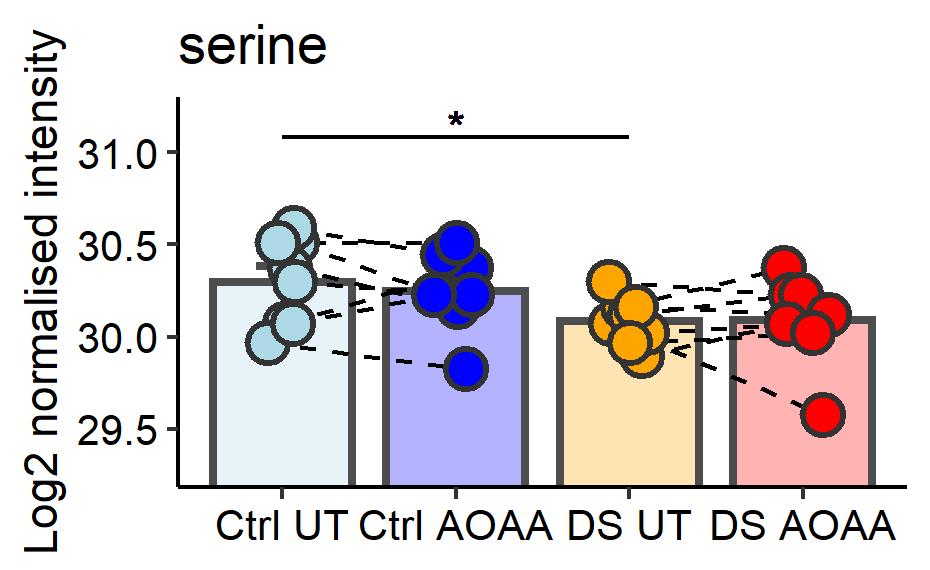 serine
Log2 normalised intensity
*
31.0
30.5
30.0
29.5
Ctrl UT
Ctrl AOAA
DS UT
DS AOAA